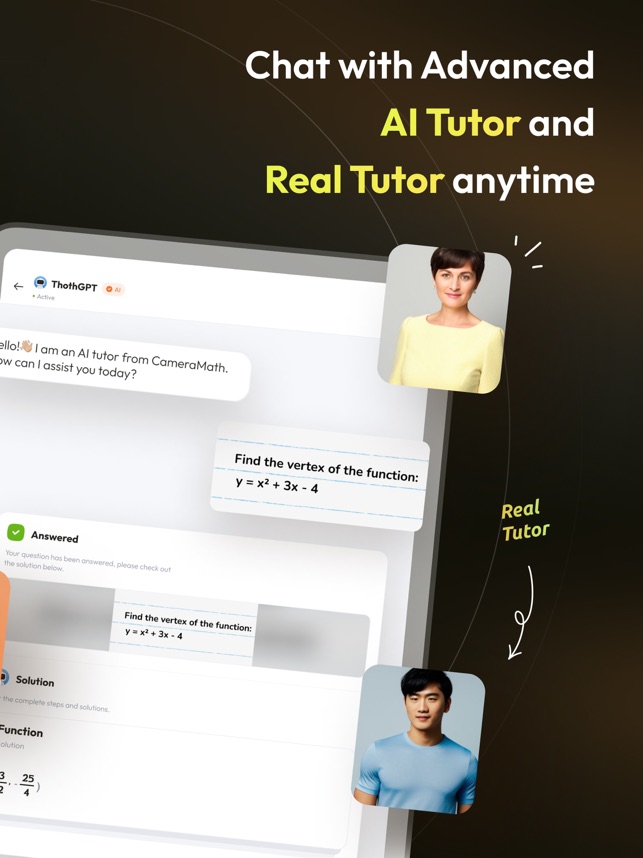 Chat with Advanced
AI Tutor and
Real Tutor anytime
ThothGPT AI
Active
ello!👋 I am an AI tutor from CameraMath.
ow can I assist you today?
Find the vertex of the function:
y = x² + 3x - 4
Real
Tutor
Answered
Your question has been answered, please check out
the solution below.
Find the vertex of the function:
y = x² + 3x - 4
Solution
the complete steps and solutions.
Function
olution
3/2, -25/4)